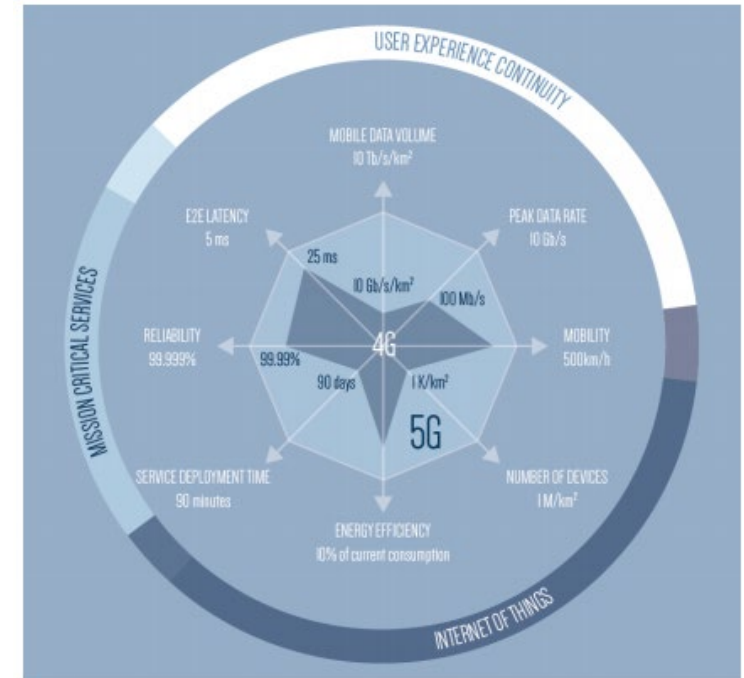 USER EXPERIENCE CONTINUITY
MOBILE DATA VOLUME
10 Tb/s/km²
E2E LATENCY
5 ms
PEAK DATA RATE
10 Gb/s
25 ms
10 Gb/s/km²
100 Mb/s
RELIABILITY
99.999%
99.99%
4G
MOBILITY
500km/h
90 days
1 K/km²
5G
MISSION CRITICAL SERVICES
SERVICE DEPLOYMENT TIME
90 minutes
NUMBER OF DEVICES
1 M/km²
ENERGY EFFICIENCY
10% of current consumption
INTERNET OF THINGS